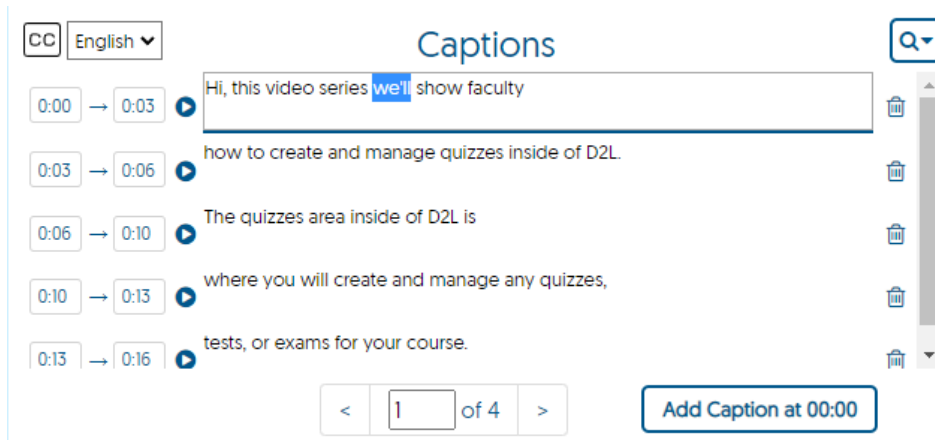 CC English Captions
0:00 → 0:03 Hi, this video series we'll show faculty
0:03 → 0:06 how to create and manage quizzes inside of D2L.
0:06 → 0:10 The quizzes area inside of D2L is
0:10 → 0:13 where you will create and manage any quizzes,
0:13 → 0:16 tests, or exams for your course.
< 1 of 4 > Add Caption at 00:00